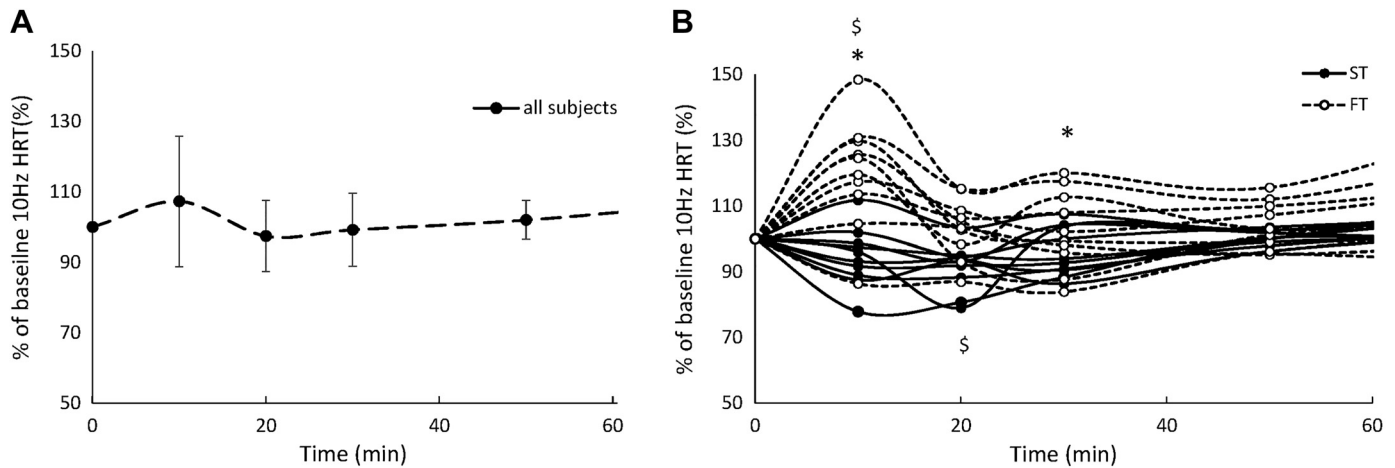 A
% of baseeilne 10Hz HRT(%)
150
130
110
90
70
50
0
20
40
60
Time (min)
all subjects
B
% of baseline 10Hz HRT (%)
150
130
110
90
70
50
0
20
40
60
Time (min)
$
*
*
$
ST
FT